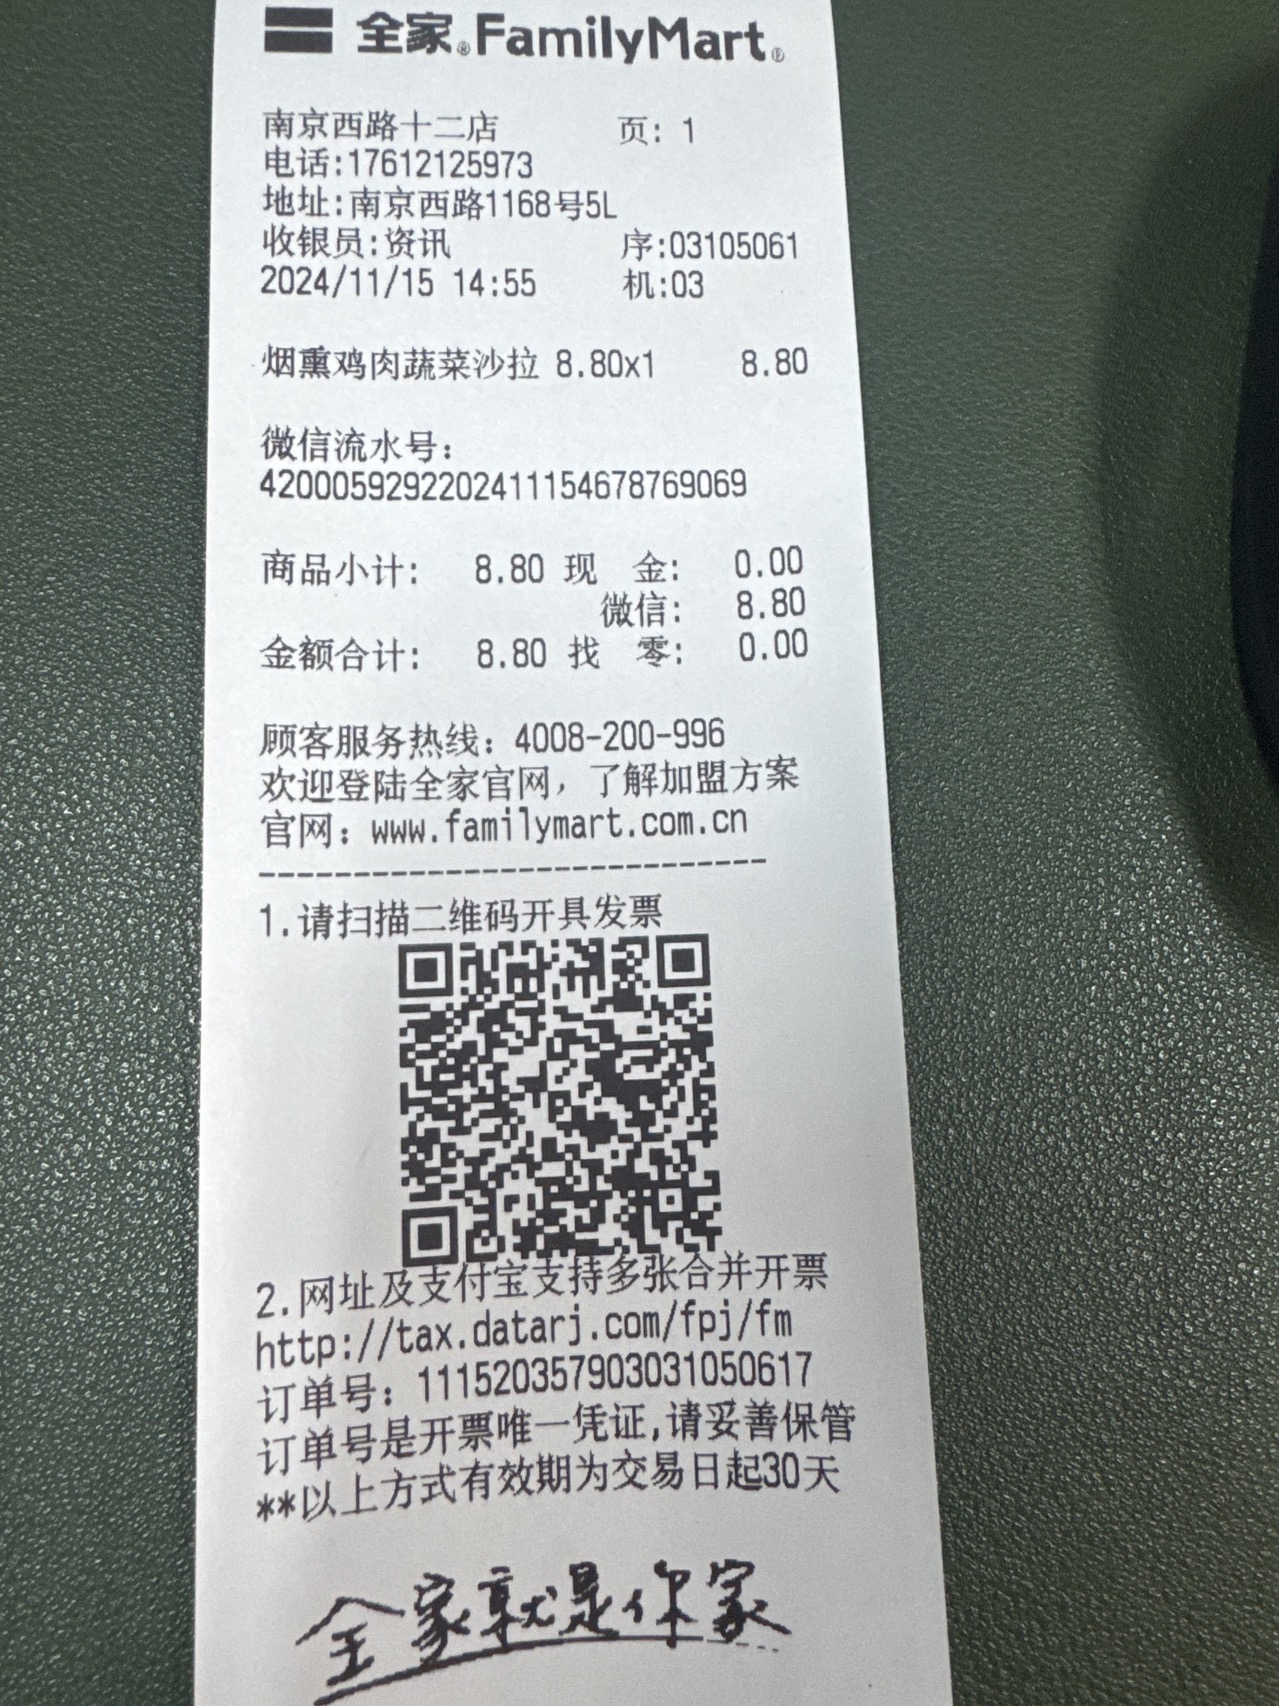 全家®FamilyMart®
南京西路十二店 页: 1
电话:17612125973
地址:南京西路1168号5L
收银员:资讯 序:03105061
2024/11/15 14:55 机:03
烟熏鸡肉蔬菜沙拉 8.80x1 8.80
微信流水号:
4200059292202411154678769069
商品小计: 8.80 现 金: 0.00
微信: 8.80
金额合计: 8.80 找 零: 0.00
顾客服务热线: 4008-200-996
欢迎登陆全家官网, 了解加盟方案
官网: www.familymart.com.cn
1.请扫描二维码开具发票
2.网址及支付宝支持多张合并开票
http://tax.datarj.com/fpj/fm
订单号: 111520357903031050617
订单号是开票唯一凭证,请妥善保管
**以上方式有效期为交易日起30天
全家就是你家